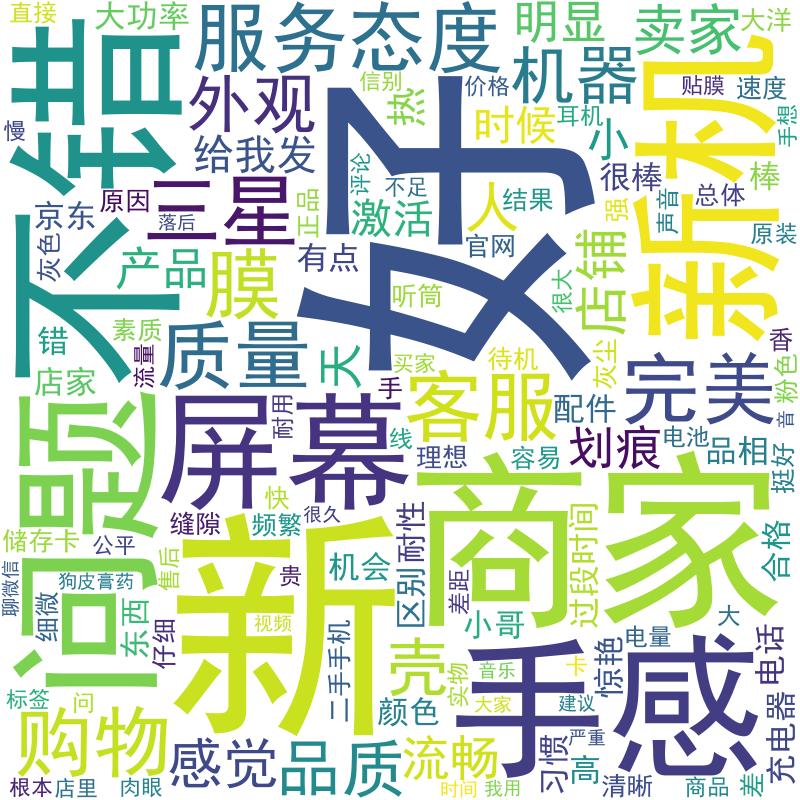 直接
大功率
服务态度
明显
卖家
大洋
不错
外观
信别
价格
机器
贴膜
速度
手想
新机
慢
给我发
热
好
时候
耳机
小
很棒
棒
京东
原因
三星
正品
评论
不足
激活
人
结果
强
声音
总体
原装
灰色
落后
产品
膜
有点
官网
听筒
很大
店铺
错
素质
流量
质量
天
买家
待机
灰尘
完美
香
粉色
店家
手
客服
配件
音
问题
屏幕
耐用
线
理想
容易
划痕
电池
品相
挺好
储存卡
公平
缝隙
快
频繁
很久
商家
合格
聊微信
狗皮膏药
售后
贵
新
机会
区别
耐性
差距
过段时间
细微
东西
仔细
视频
二手手机
小哥
大
电量
惊艳
电话
标签
问
壳
实物
音乐
卡
手感
购物
颜色
大家
建议
充电器
感觉
品质
流畅
习惯
严重
高
差
根本
店里
肉眼
时间
我用
清晰
商品